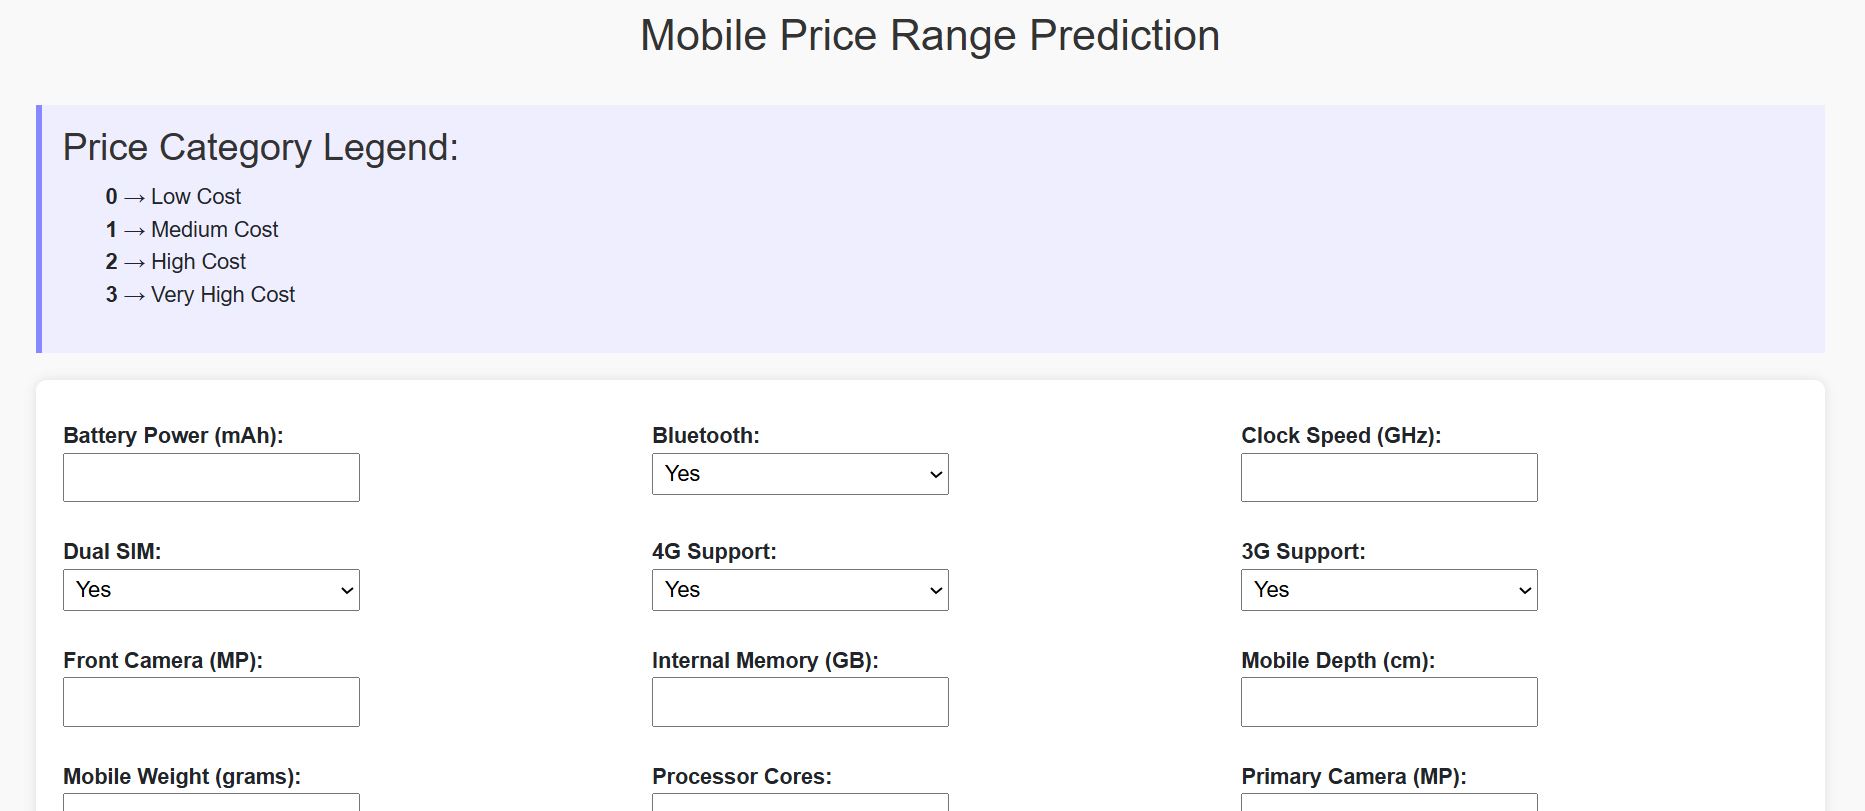 Mobile Price Range Prediction
Price Category Legend:
0 → Low Cost
1 → Medium Cost
2 → High Cost
3 → Very High Cost
Battery Power (mAh): Bluetooth: Clock Speed (GHz):
Yes
Dual SIM: 4G Support: 3G Support:
Yes Yes Yes
Front Camera (MP): Internal Memory (GB): Mobile Depth (cm):
Mobile Weight (grams): Processor Cores: Primary Camera (MP):